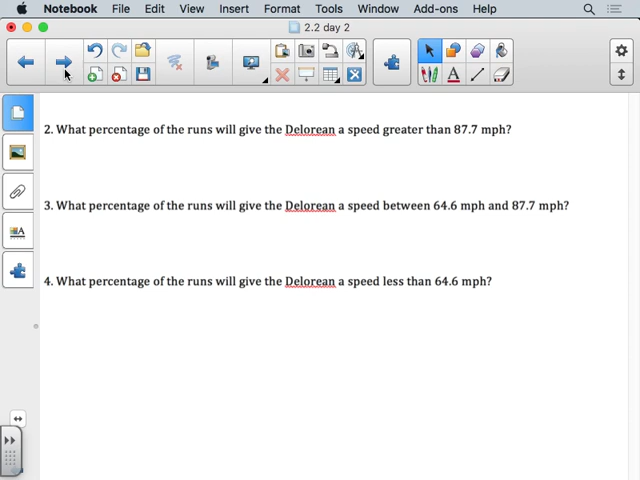 Notebook File Edit View Insert Format Tools Window Add-ons Help
2.2 day 2
2. What percentage of the runs will give the Delorean a speed greater than 87.7 mph?
3. What percentage of the runs will give the Delorean a speed between 64.6 mph and 87.7 mph?
4. What percentage of the runs will give the Delorean a speed less than 64.6 mph?